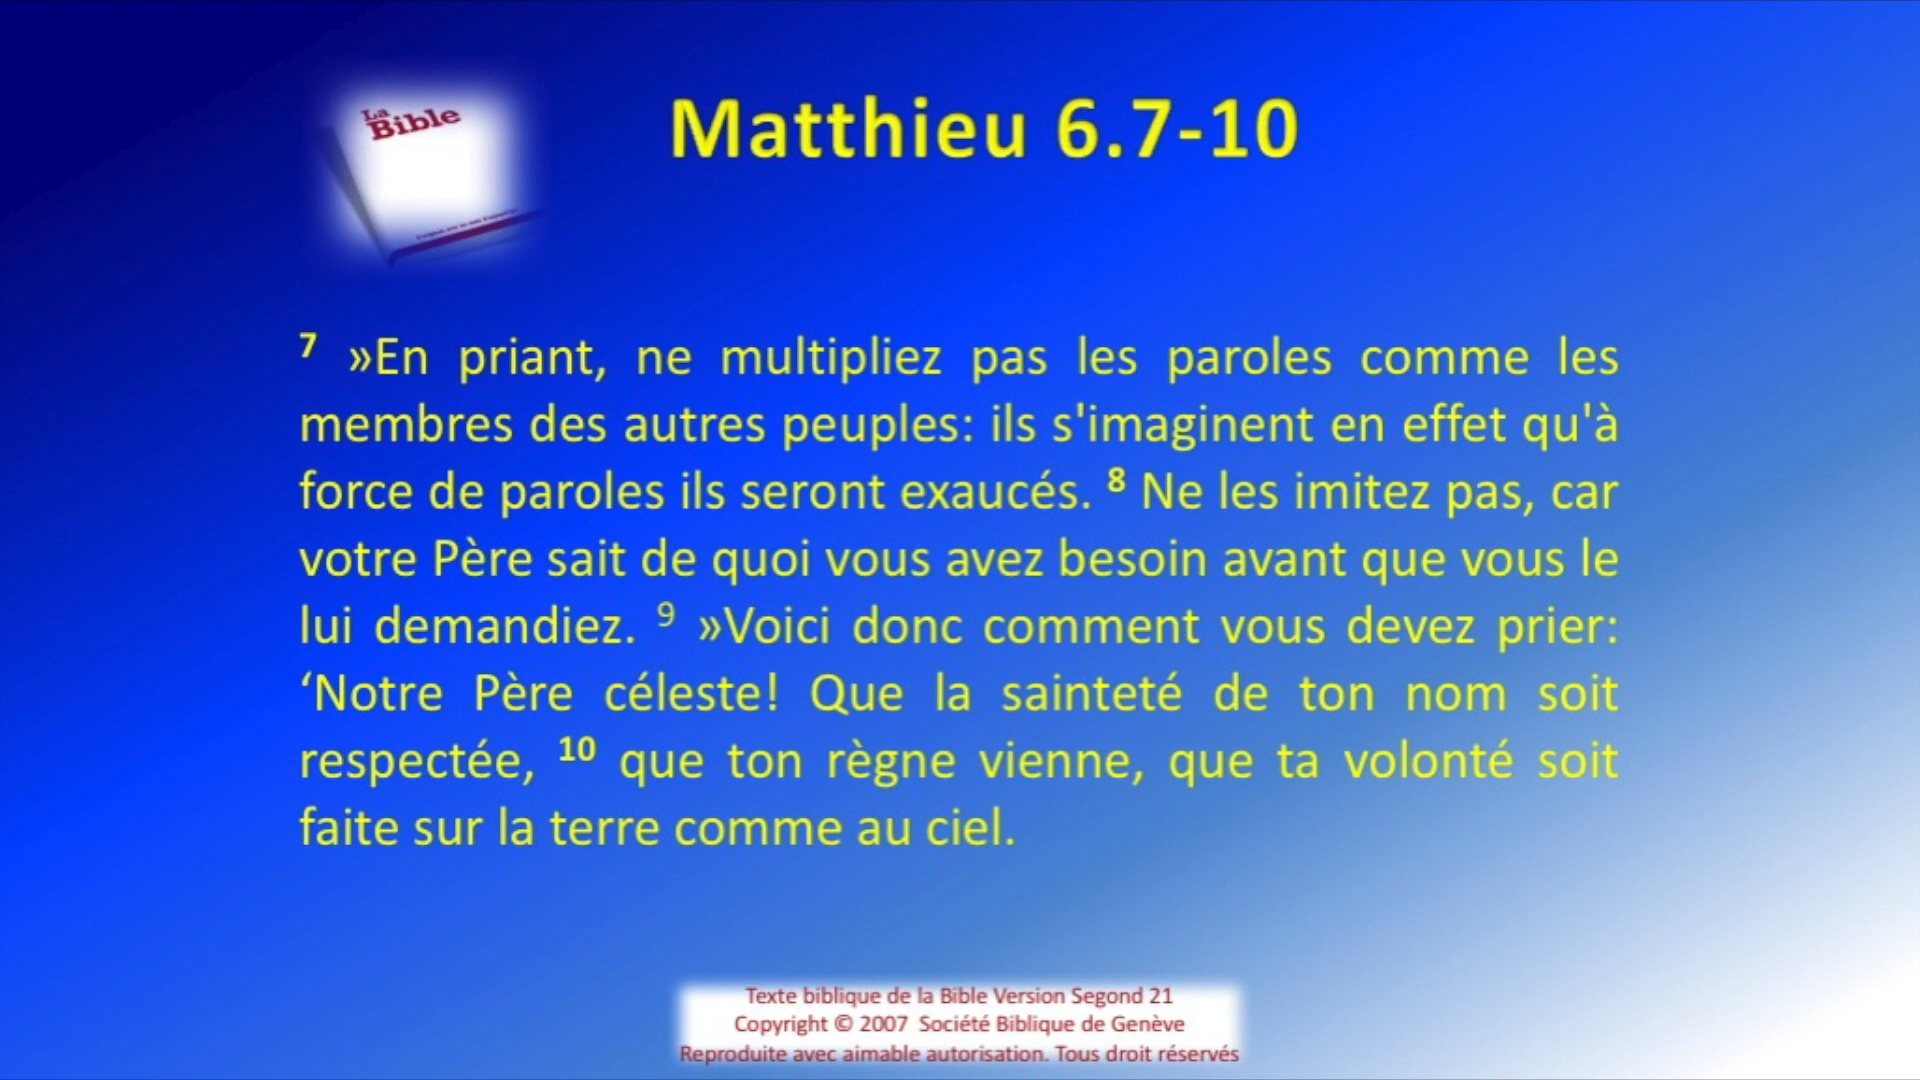 La
Bible
Matthieu 6.7-10
7 »En priant, ne multipliez pas les paroles comme les
membres des autres peuples: ils s'imaginent en effet qu'à
force de paroles ils seront exaucés. 8 Ne les imitez pas, car
votre Père sait de quoi vous avez besoin avant que vous le
lui demandiez. 9 »Voici donc comment vous devez prier:
‘Notre Père céleste! Que la sainteté de ton nom soit
respectée, 10 que ton règne vienne, que ta volonté soit
faite sur la terre comme au ciel.
Texte biblique de la Bible Version Segond 21
Copyright © 2007 Société Biblique de Genève
Reproduite avec aimable autorisation. Tous droit réservés